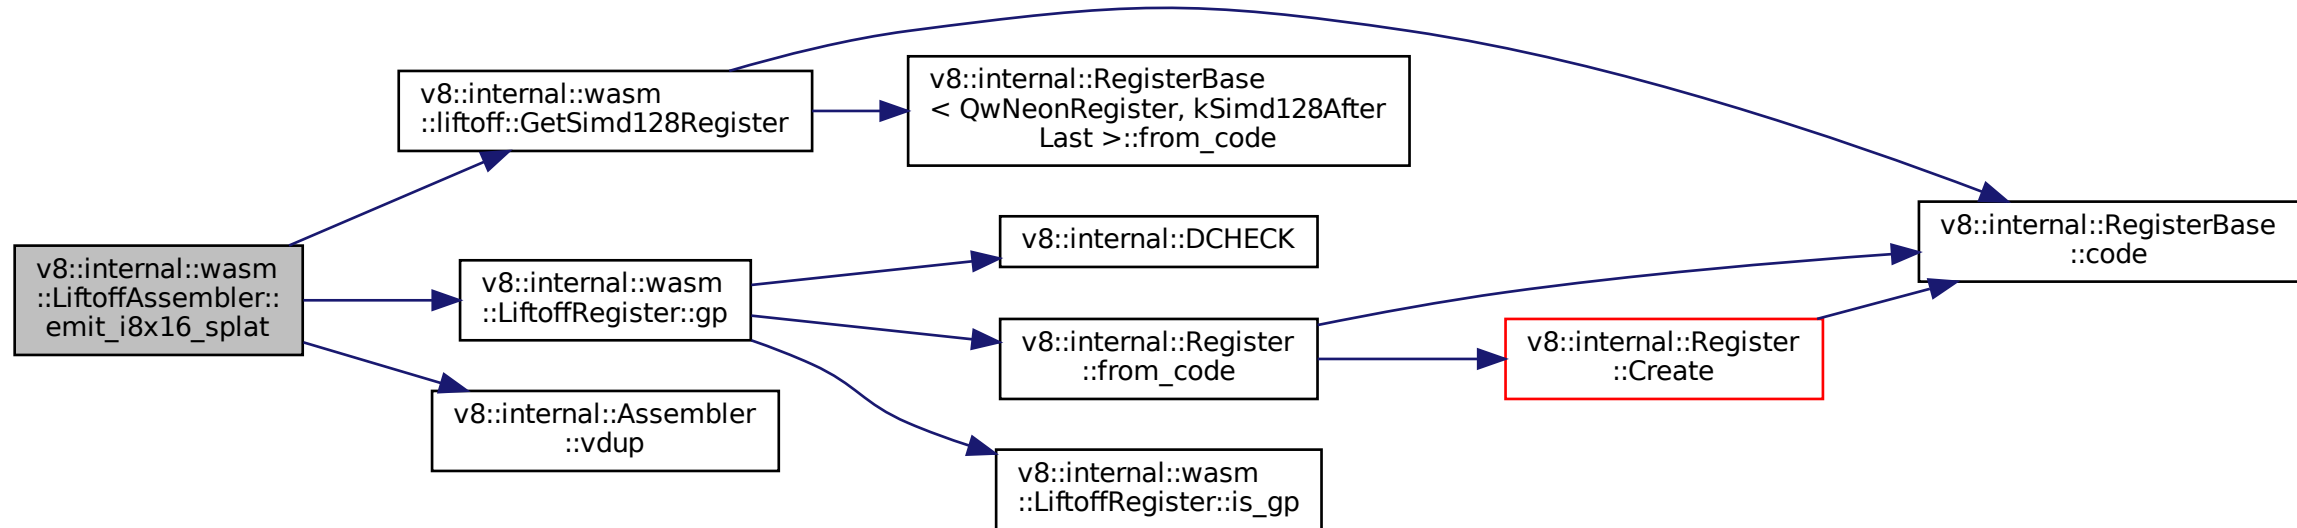 v8::internal::wasm
::LiftoffAssembler::
emit_i8x16_splat
v8::internal::wasm
::liftoff::GetSimd128Register
v8::internal::RegisterBase
< QwNeonRegister, kSimd128After
Last >::from_code
v8::internal::RegisterBase
::code
v8::internal::wasm
::LiftoffRegister::gp
v8::internal::DCHECK
v8::internal::Register
::from_code
v8::internal::Register
::Create
v8::internal::wasm
::LiftoffRegister::is_gp
v8::internal::Assembler
::vdup